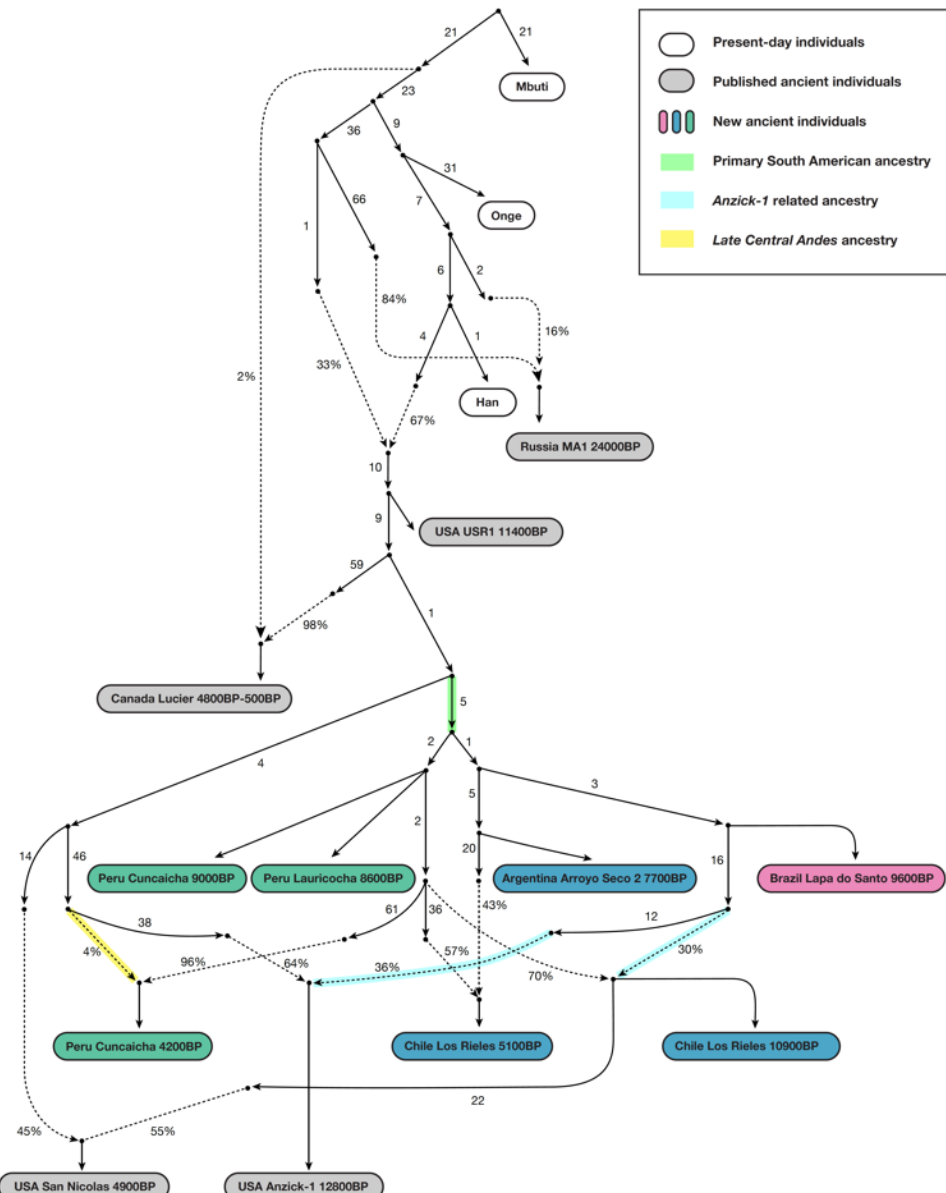 21
21
Present-day individuals
Published ancient individuals
New ancient individuals
Primary South American ancestry
Anzick-1 related ancestry
Late Central Andes ancestry
Mbuti
23
36
9
31
66
7
Onge
1
6
2
84%
16%
4
1
33%
2%
Han
67%
Russia MA1 24000BP
10
9
USA USR1 11400BP
59
1
98%
Canada Lucier 4800BP-500BP
5
2
1
4
5
3
2
14
46
20
16
Peru Cuncaicha 9000BP
Peru Lauricocha 8600BP
Argentina Arroyo Seco 2 7700BP
Brazil Lapa do Santo 9600BP
61
36
43%
12
38
4%
96%
64%
57%
36%
70%
30%
Peru Cuncaicha 4200BP
Chile Los Rieles 5100BP
Chile Los Rieles 10900BP
22
45%
55%
USA San Nicolas 4900BP
USA Anzick-1 12800BP